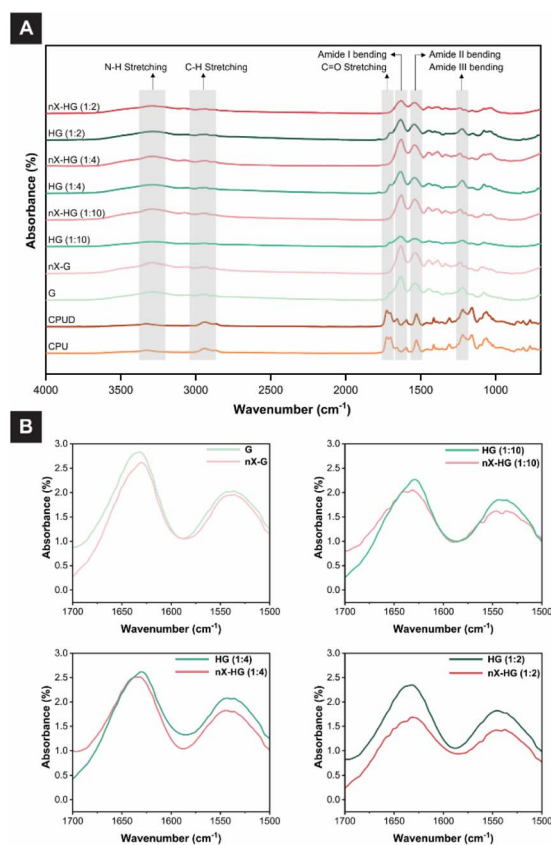 A
N-H Stretching
C-H Stretching
Amide I bending
C=O Stretching
Amide II bending
Amide III bending
nX-HG (1:2)
HG (1:2)
nX-HG (1:4)
HG (1:4)
nX-HG (1:10)
HG (1:10)
nX-G
G
CPUD
CPU
Absorbance (%)
4000 3500 3000 2500 2000 1500 1000
Wavenumber (cm-1)
B
G
nX-G
Absorbance (%)
3.0
2.5
2.0
1.5
1.0
0.5
0.0
1700 1650 1600 1550 1500
Wavenumber (cm-1)
HG (1:10)
nX-HG (1:10)
Absorbance (%)
3.0
2.5
2.0
1.5
1.0
0.5
0.0
1700 1650 1600 1550 1500
Wavenumber (cm-1)
HG (1:4)
nX-HG (1:4)
Absorbance (%)
3.0
2.5
2.0
1.5
1.0
0.5
0.0
1700 1650 1600 1550 1500
Wavenumber (cm-1)
HG (1:2)
nX-HG (1:2)
Absorbance (%)
3.0
2.5
2.0
1.5
1.0
0.5
0.0
1700 1650 1600 1550 1500
Wavenumber (cm-1)